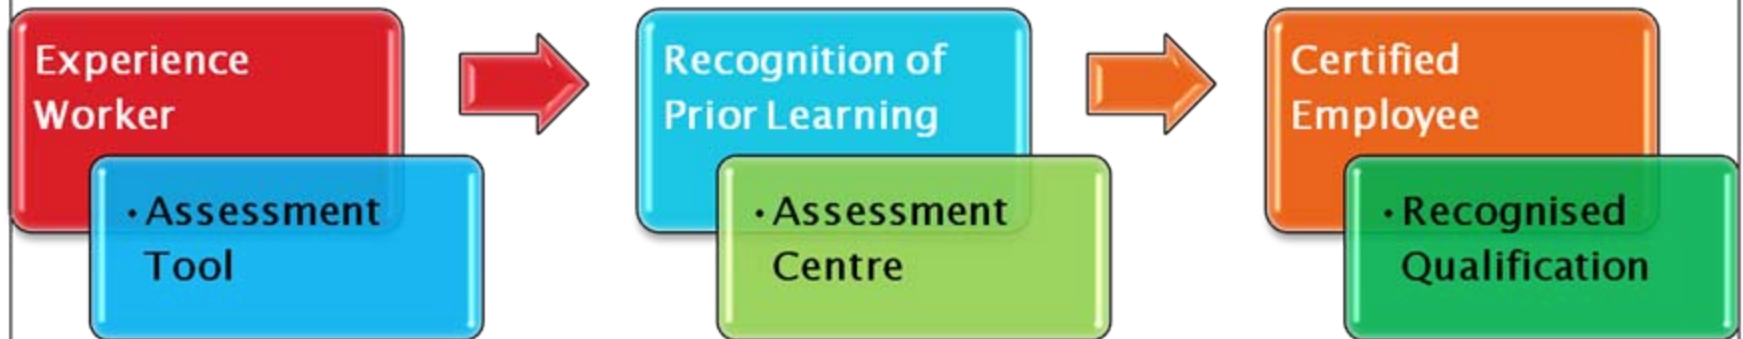 Experience
Worker
· Assessment
Tool
Recognition of
Prior Learning
· Assessment
Centre
Certified
Employee
· Recognised
Qualification